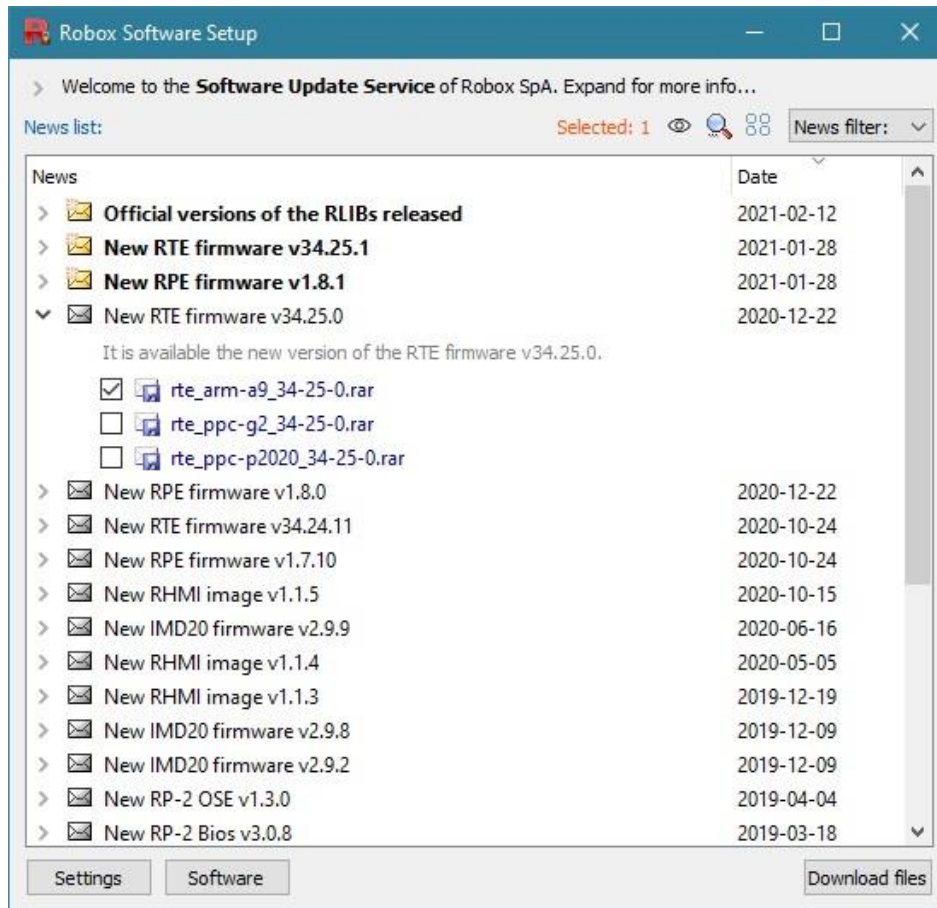 Robox Software Setup
Welcome to the Software Update Service of Robox SpA. Expand for more info...
News list: Selected: 1 News filter:
News Date
Official versions of the RLIBs released 2021-02-12
New RTE firmware v34.25.1 2021-01-28
New RPE firmware v1.8.1 2021-01-28
New RTE firmware v34.25.0 2020-12-22
It is available the new version of the RTE firmware v34.25.0.
rte_arm-a9_34-25-0.rar
rte_ppc-g2_34-25-0.rar
rte_ppc-p2020_34-25-0.rar
New RPE firmware v1.8.0 2020-12-22
New RTE firmware v34.24.11 2020-10-24
New RPE firmware v1.7.10 2020-10-24
New RHMI image v1.1.5 2020-10-15
New IMD20 firmware v2.9.9 2020-06-16
New RHMI image v1.1.4 2020-05-05
New RHMI image v1.1.3 2019-12-19
New IMD20 firmware v2.9.8 2019-12-09
New IMD20 firmware v2.9.2 2019-12-09
New RP-2 OSE v1.3.0 2019-04-04
New RP-2 Bios v3.0.8 2019-03-18
Settings Software Download files